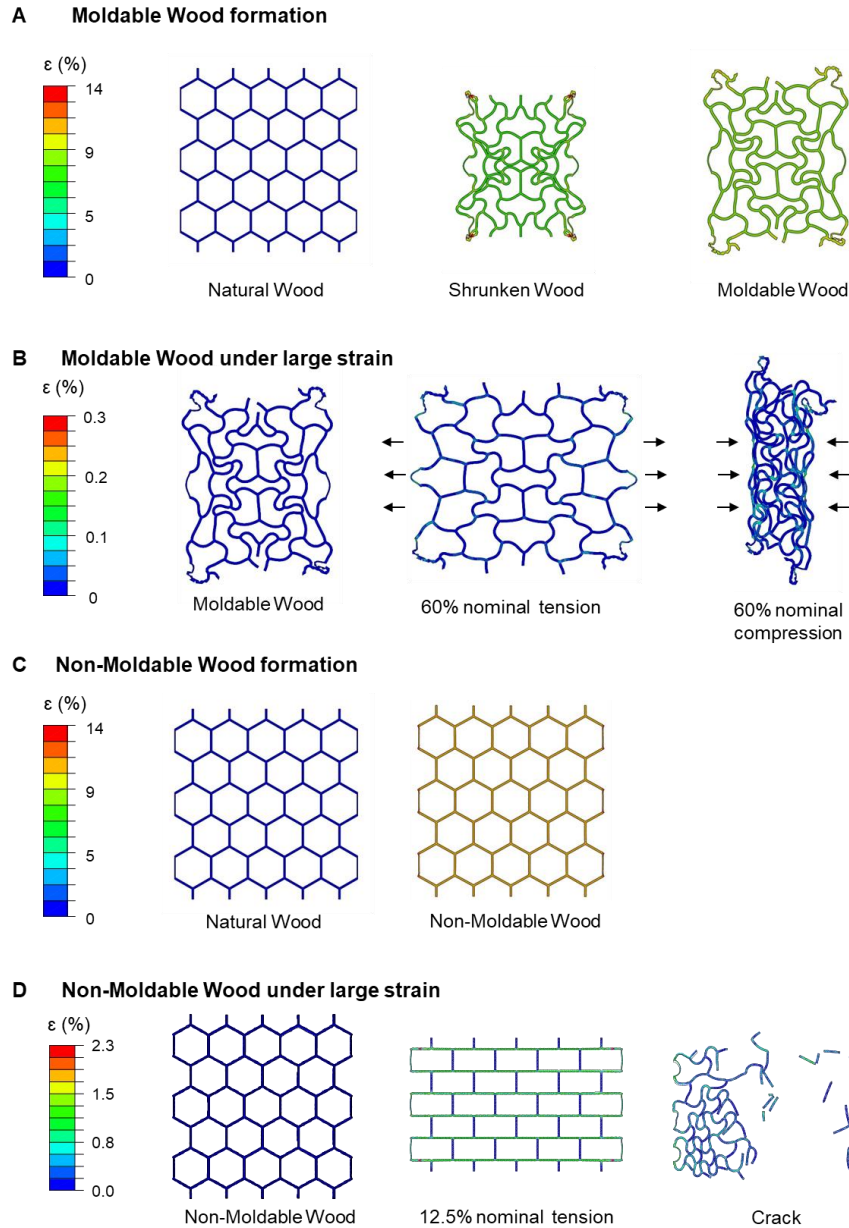 A Moldable Wood formation
ε (%)
14
9
5
0
Natural Wood
Shrunken Wood
Moldable Wood
B Moldable Wood under large strain
ε (%)
0.3
0.2
0.1
0
Moldable Wood
60% nominal tension
60% nominal
compression
C Non-Moldable Wood formation
ε (%)
14
9
5
0
Natural Wood
Non-Moldable Wood
D Non-Moldable Wood under large strain
ε (%)
2.3
1.5
0.8
0.0
Non-Moldable Wood
12.5% nominal tension
Crack